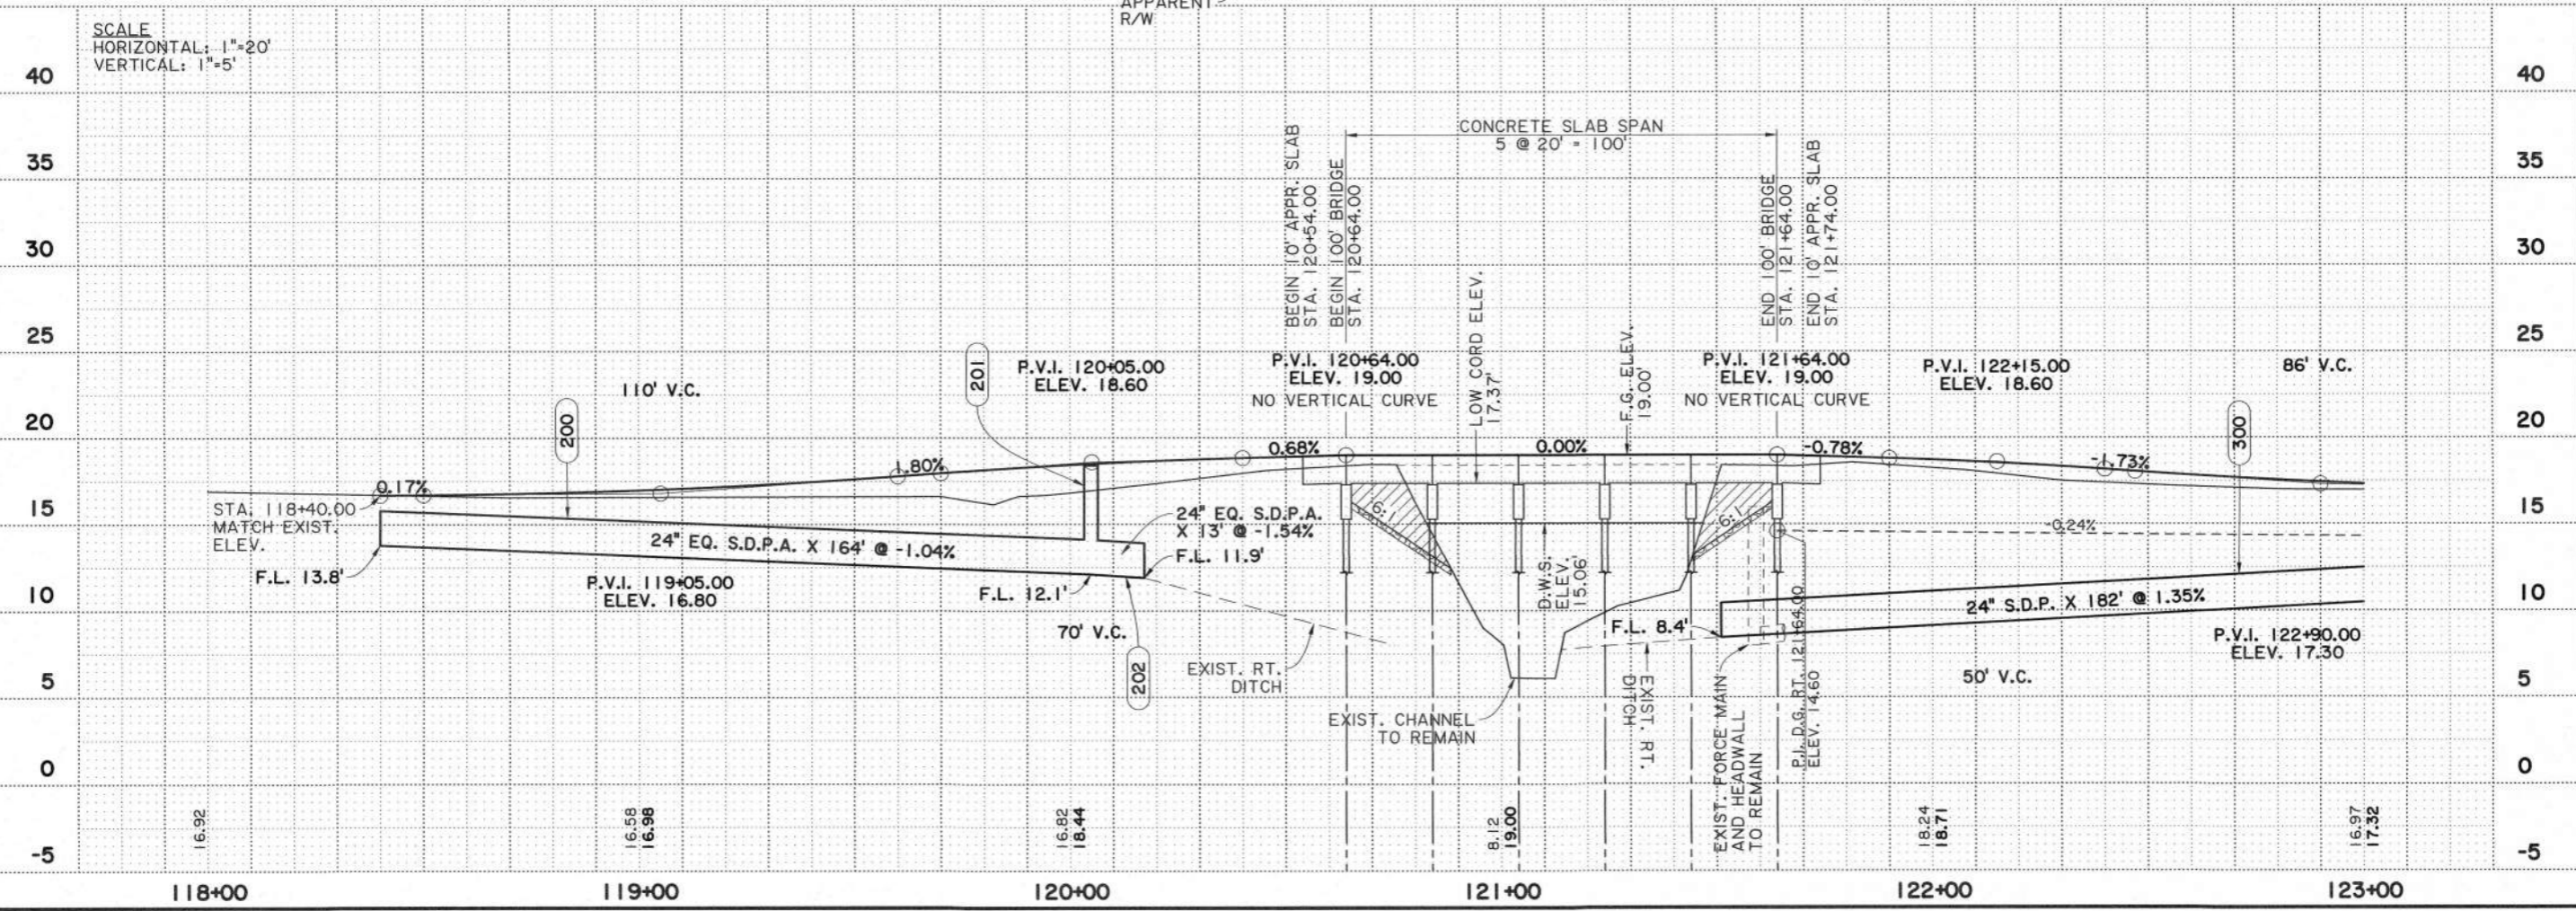 APPARENT
R/W
SCALE
HORIZONTAL: 1"=20'
VERTICAL: 1"=5'
40
40
CONCRETE SLAB SPAN
5 @ 20' = 100'
35
35
BEGIN 10' APPR. SLAB
STA. 120+54.00
BEGIN 100' BRIDGE
STA. 120+64.00
END 100' BRIDGE
STA. 121+64.00
END 10' APPR. SLAB
STA. 121+74.00
30
30
25
25
LOW CORD ELEV.
17.37'
F.G. ELEV.
19.00'
110' V.C.
201
P.V.I. 120+05.00
ELEV. 18.60
P.V.I. 120+64.00
ELEV. 19.00
NO VERTICAL CURVE
P.V.I. 121+64.00
ELEV. 19.00
NO VERTICAL CURVE
P.V.I. 122+15.00
ELEV. 18.60
86' V.C.
20
20
200
300
0.17%
1.80%
0.68%
0.00%
-0.78%
-1.73%
15
15
STA. 118+40.00
MATCH EXIST.
ELEV.
24" EQ. S.D.P.A. X 164' @ -1.04%
24" EQ. S.D.P.A.
X 13' @ -1.54%
6:1
6:1
-0.24%
F.L. 13.8'
F.L. 11.9'
P.V.I. 119+05.00
ELEV. 16.80
F.L. 12.1'
D.W.S.
ELEV.
15.06'
10
10
24" S.D.P. X 182' @ 1.35%
F.L. 8.4'
70' V.C.
202
EXIST. RT.
DITCH
P.V.I. 122+90.00
ELEV. 17.30
50' V.C.
5
5
EXIST. CHANNEL
TO REMAIN
EXIST. RT.
DITCH
EXIST. FORCE MAIN
AND HEADWALL
TO REMAIN
P.I. D.G. RT. 121+64.00
ELEV. 14.60
0
0
16.92
16.58
16.98
16.82
18.44
8.12
19.00
18.24
18.71
16.97
17.32
-5
-5
118+00
119+00
120+00
121+00
122+00
123+00